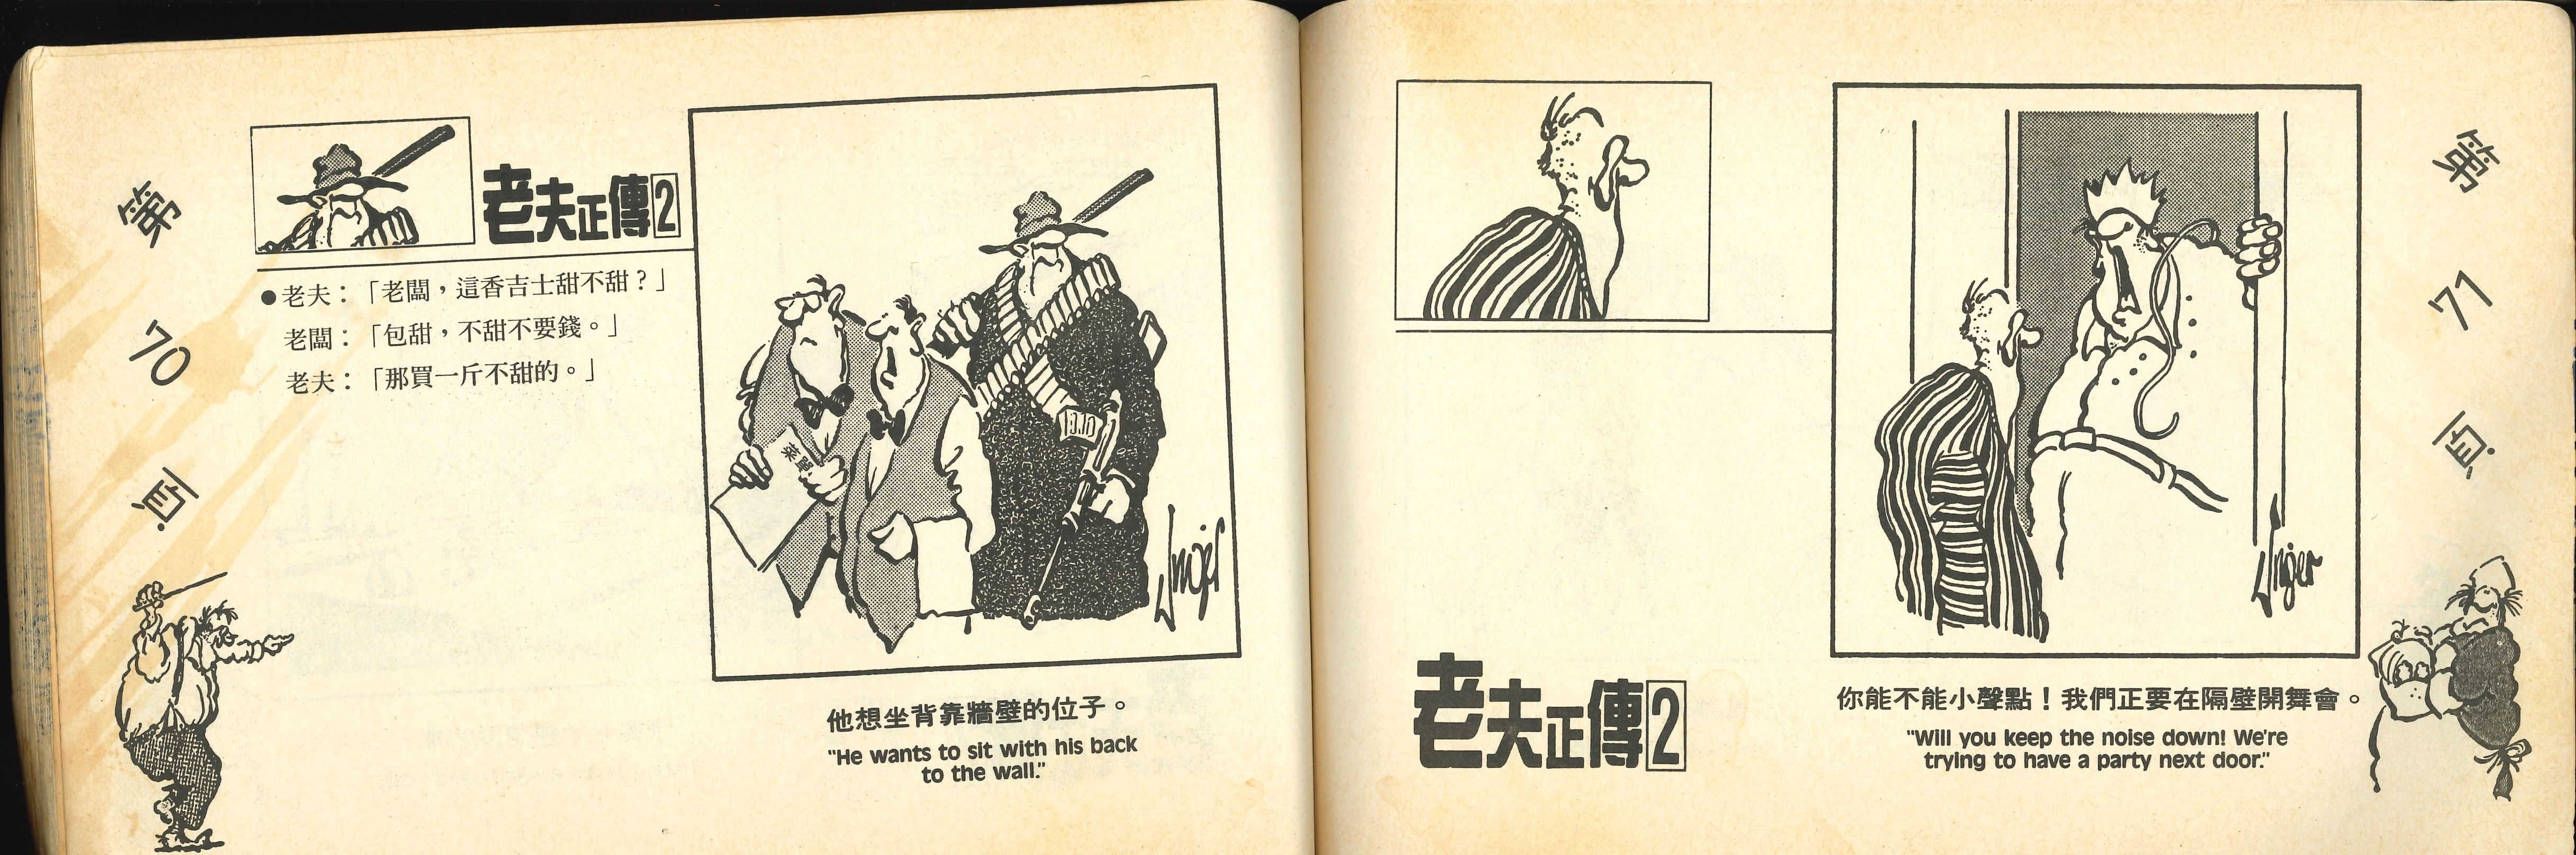 第70頁
老夫正傳2
●老夫：「老闆，這香吉士甜不甜？」
老闆：「包甜，不甜不要錢。」
老夫：「那買一斤不甜的。」
Unger
他想坐背靠牆壁的位子。
"He wants to sit with his back
to the wall."
第71頁
Unger
老夫正傳2
你能不能小聲點！我們正要在隔壁開舞會。
"Will you keep the noise down! We're
trying to have a party next door."